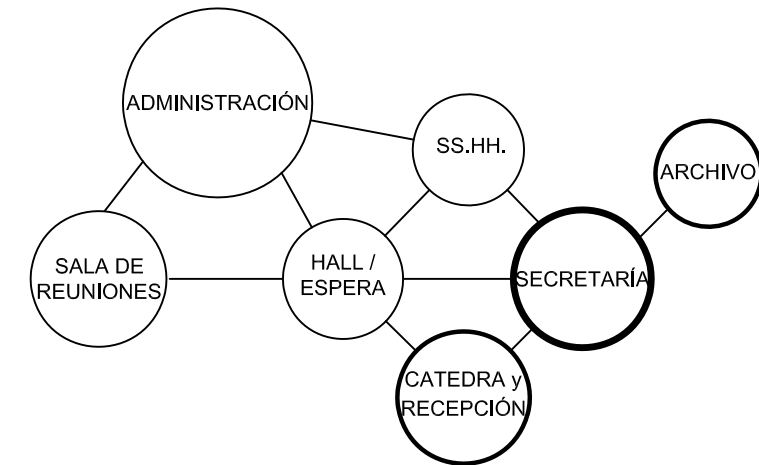 ADMINISTRACIÓN
SS.HH.
ARCHIVO
SALA DE
REUNIONES
HALL /
ESPERA
SECRETARÍA
CATEDRA y
RECEPCIÓN